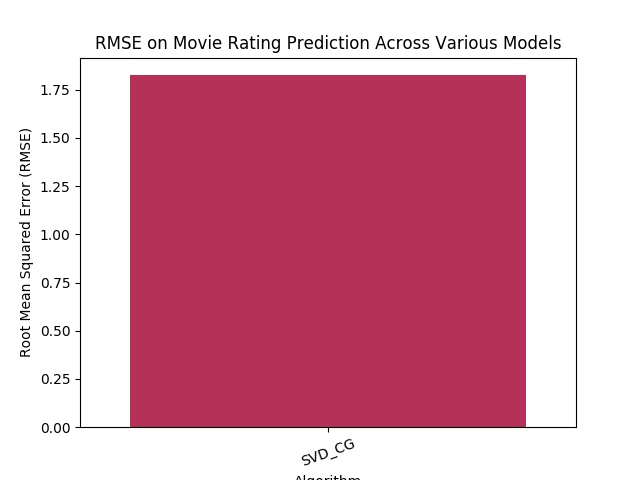 RMSE on Movie Rating Prediction Across Various Models
Root Mean Squared Error (RMSE)
1.75
1.50
1.25
1.00
0.75
0.50
0.25
0.00
SVD_CG
Algorithm